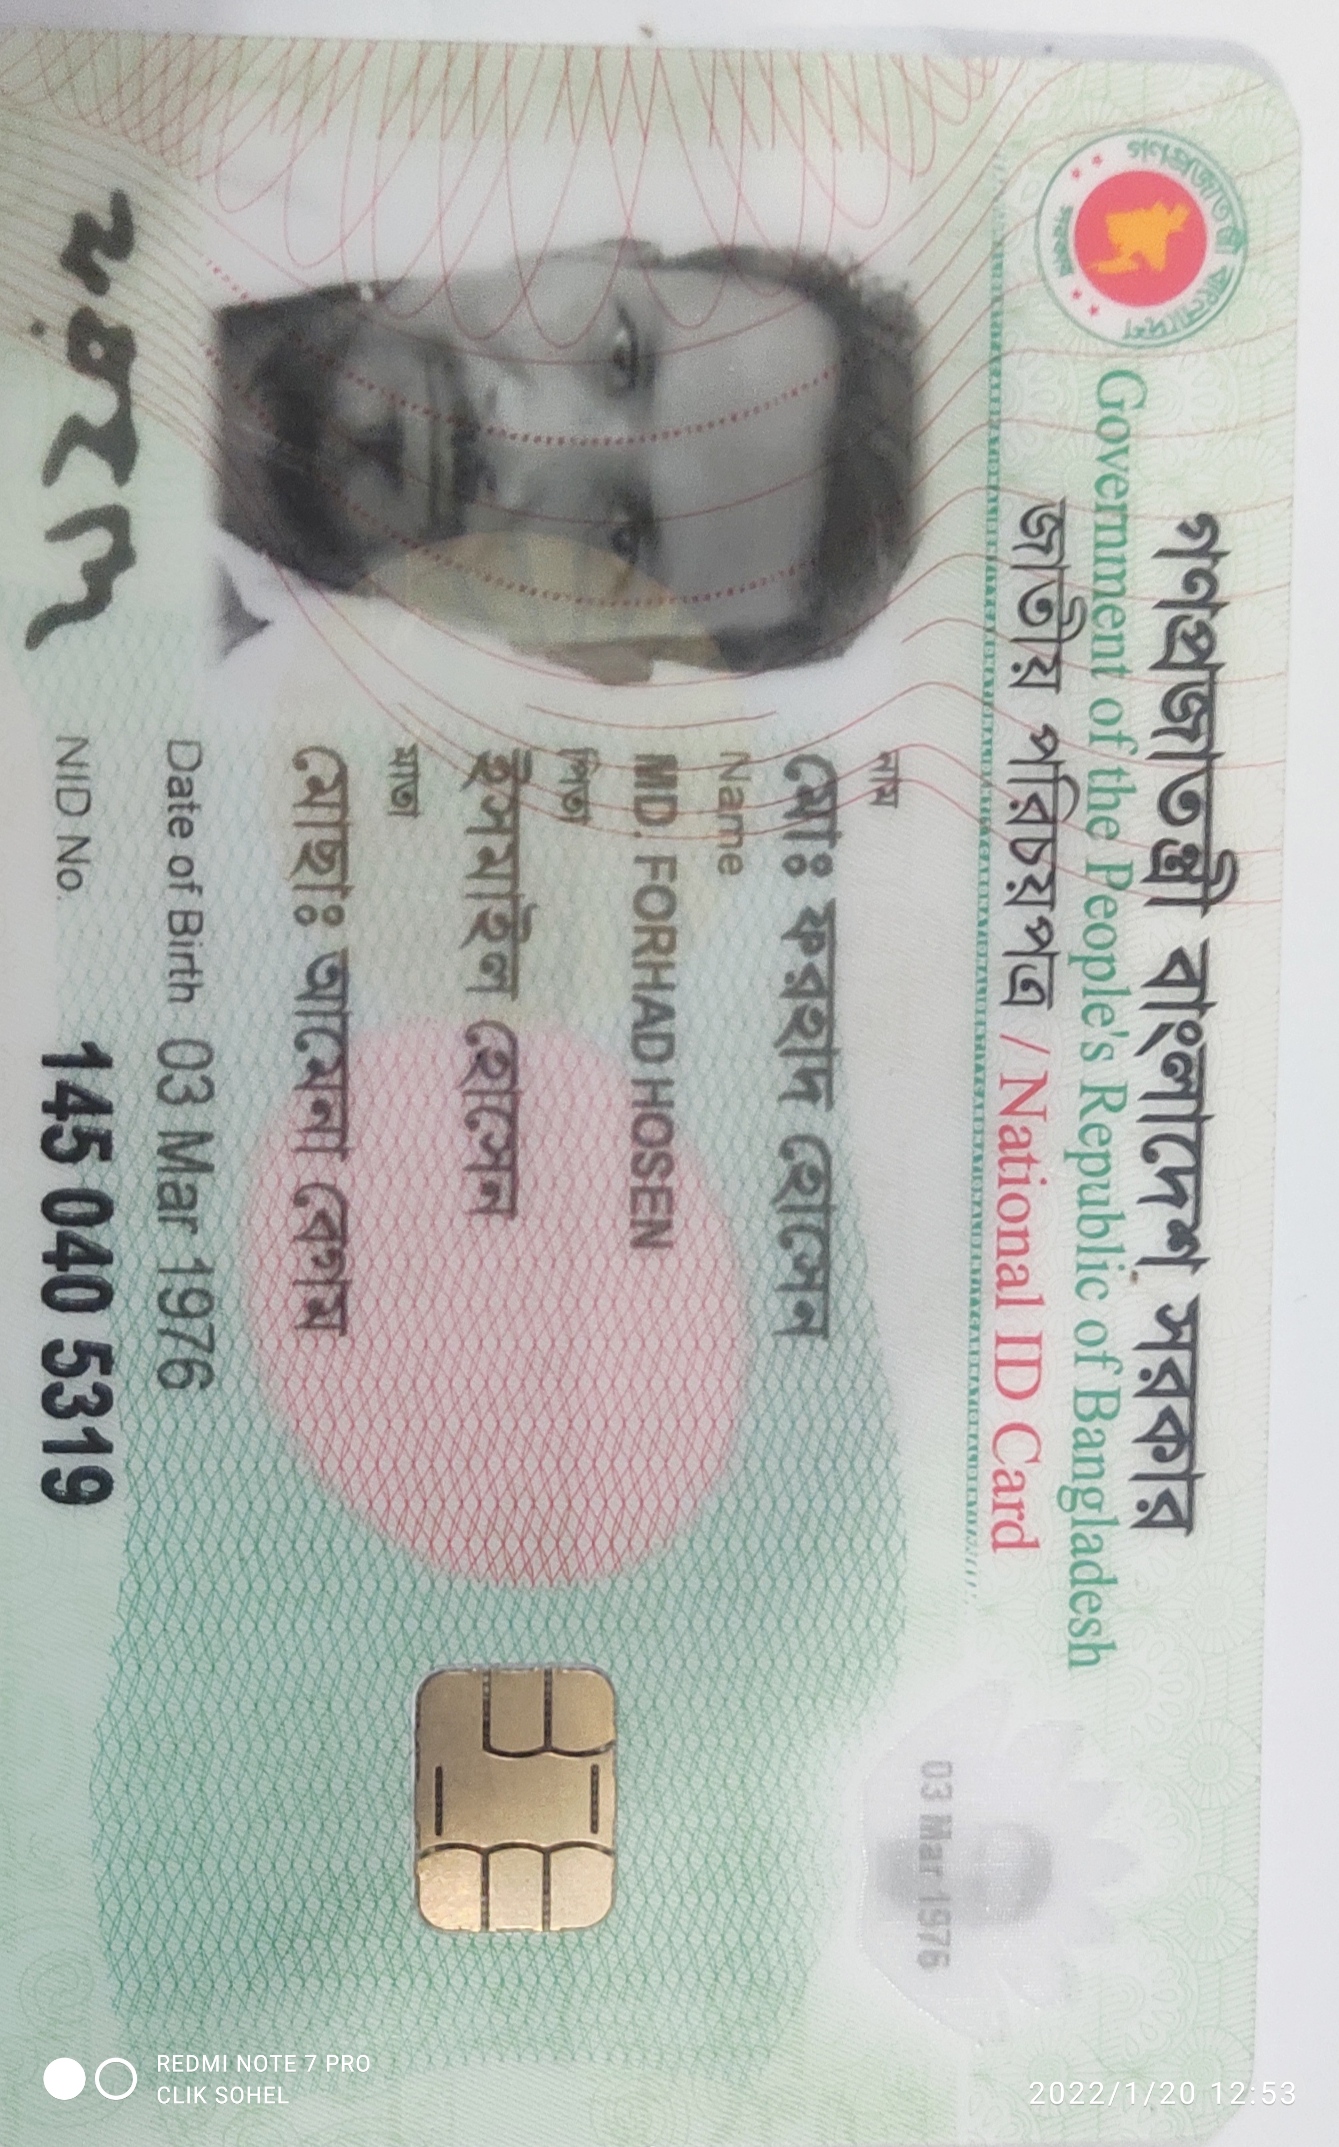 গণপ্রজাতন্ত্রী বাংলাদেশ সরকার
Government of the People's Republic of Bangladesh
জাতীয় পরিচয়পত্র / National ID Card
নাম
মোঃ ফরহাদ হোসেন
Name
MD. FORHAD HOSEN
পিতা
ইসমাইল হোসেন
মাতা
মোছাঃ আমেনা বেগম
Date of Birth 03 Mar 1976
NID No. 145 040 5319
03 Mar 1976
REDMI NOTE 7 PRO
CLIK SOHEL
2022/1/20 12:53